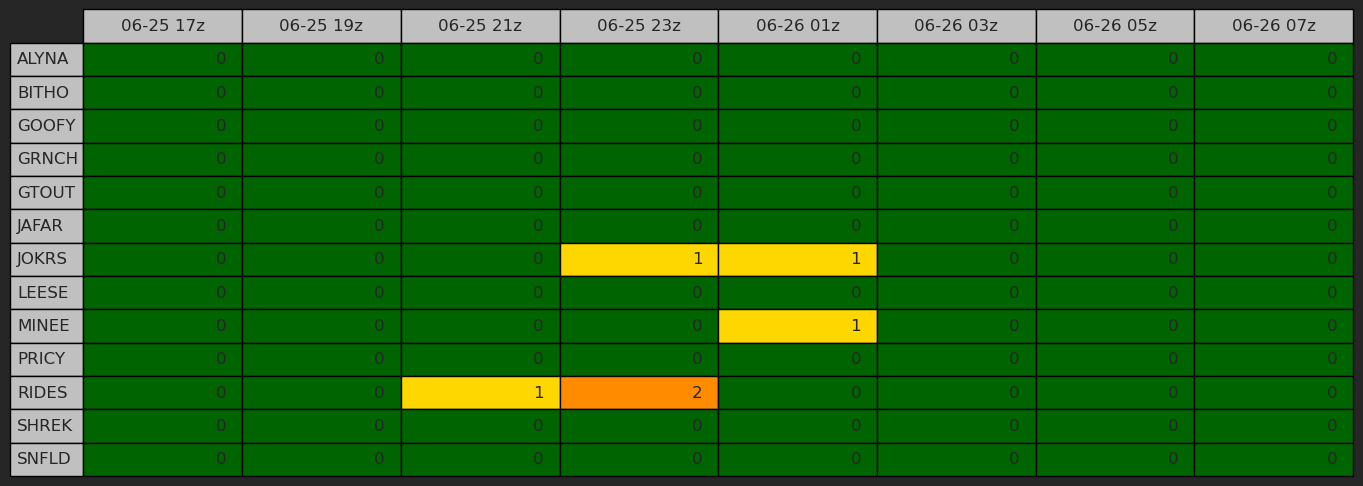 06-25 17z 06-25 19z 06-25 21z 06-25 23z 06-26 01z 06-26 03z 06-26 05z 06-26 07z
ALYNA 0 0 0 0 0 0 0 0
BITHO 0 0 0 0 0 0 0 0
GOOFY 0 0 0 0 0 0 0 0
GRNCH 0 0 0 0 0 0 0 0
GTOUT 0 0 0 0 0 0 0 0
JAFAR 0 0 0 0 0 0 0 0
JOKRS 0 0 0 1 1 0 0 0
LEESE 0 0 0 0 0 0 0 0
MINEE 0 0 0 0 1 0 0 0
PRICY 0 0 0 0 0 0 0 0
RIDES 0 0 1 2 0 0 0 0
SHREK 0 0 0 0 0 0 0 0
SNFLD 0 0 0 0 0 0 0 0